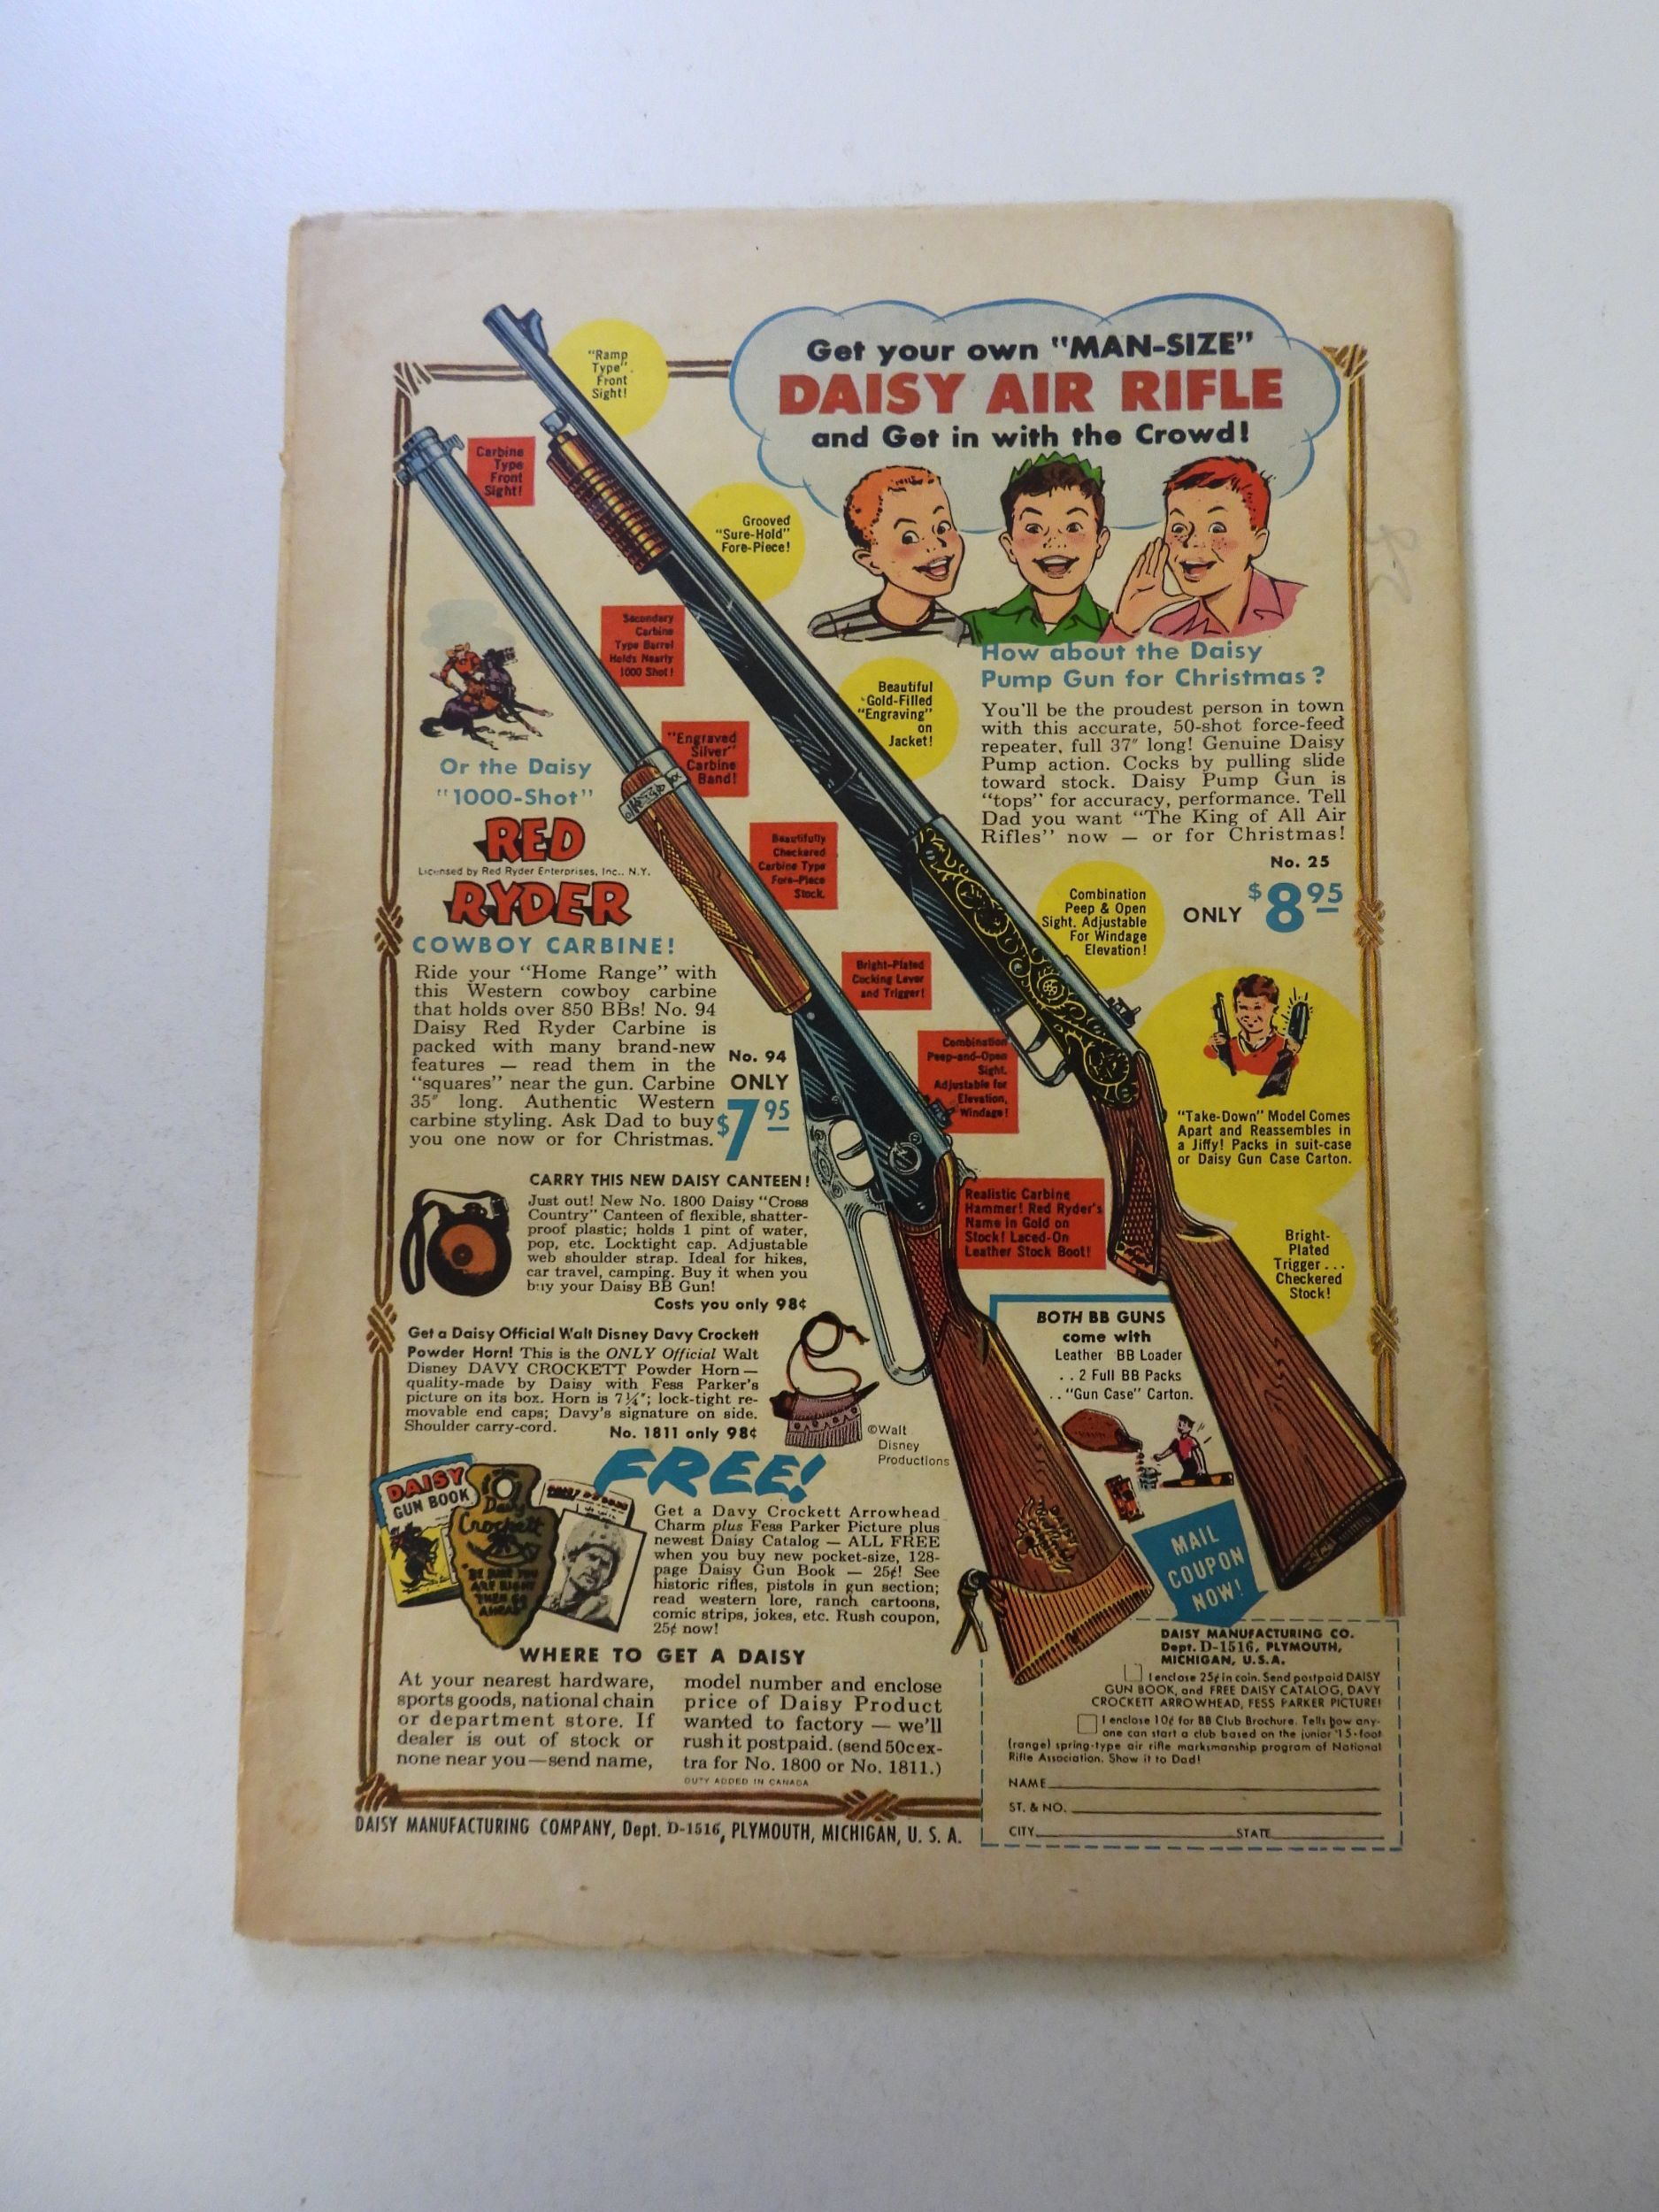 Get your own "MAN-SIZE"
DAISY AIR RIFLE
and Get in with the Crowd!
"Ramp
Type"
Front
Sight!
Carbine
Type
Front
Sight!
Grooved
"Sure-Hold"
Fore-Piece!
Secondary
Carbine
Type Barrel
Holds Nearly
1000 Shot!
Beautiful
Gold-Filled
"Engraving"
on
Jacket!
"Engraved
Silver"
Carbine
Band!
Beautifully
Checkered
Carbine Type
Fore-Piece
Stock.
Combination
Peep & Open
Sight. Adjustable
For Windage
Elevation!
Bright-Plated
Cocking Lever
and Trigger!
Combination
Peep-and-Open
Sight.
Adjustable for
Elevation,
Windage!
Realistic Carbine
Hammer! Red Ryder's
Name in Gold on
Stock! Laced-On
Leather Stock Boot!
How about the Daisy
Pump Gun for Christmas?
You'll be the proudest person in town
with this accurate, 50-shot force-feed
repeater, full 37" long! Genuine Daisy
Pump action. Cocks by pulling slide
toward stock. Daisy Pump Gun is
"tops" for accuracy, performance. Tell
Dad you want "The King of All Air
Rifles" now — or for Christmas!
No. 25
ONLY $8 95
"Take-Down" Model Comes
Apart and Reassembles in
a Jiffy! Packs in suit-case
or Daisy Gun Case Carton.
Bright-
Plated
Trigger . . .
Checkered
Stock!
Or the Daisy
"1000-Shot"
RED
Licensed by Red Ryder Enterprises, Inc., N.Y.
RYDER
COWBOY CARBINE!
Ride your "Home Range" with
this Western cowboy carbine
that holds over 850 BBs! No. 94
Daisy Red Ryder Carbine is
packed with many brand-new
features — read them in the
"squares" near the gun. Carbine
35" long. Authentic Western
carbine styling. Ask Dad to buy
you one now or for Christmas.
No. 94
ONLY
$7 95
CARRY THIS NEW DAISY CANTEEN!
Just out! New No. 1800 Daisy "Cross
Country" Canteen of flexible, shatter-
proof plastic; holds 1 pint of water,
pop, etc. Locktight cap. Adjustable
web shoulder strap. Ideal for hikes,
car travel, camping. Buy it when you
buy your Daisy BB Gun!
Costs you only 98¢
Get a Daisy Official Walt Disney Davy Crockett
Powder Horn! This is the ONLY Official Walt
Disney DAVY CROCKETT Powder Horn —
quality-made by Daisy with Fess Parker's
picture on its box. Horn is 7¼"; lock-tight re-
movable end caps; Davy's signature on side.
Shoulder carry-cord.
No. 1811 only 98¢
©Walt
Disney
Productions
BOTH BB GUNS
come with
Leather BB Loader
. . 2 Full BB Packs
. . "Gun Case" Carton.
FREE!
DAISY
GUN BOOK
Davy
Crockett
"BE SURE YOU
ARE RIGHT
THEN GO
AHEAD"
Get a Davy Crockett Arrowhead
Charm plus Fess Parker Picture plus
newest Daisy Catalog — ALL FREE
when you buy new pocket-size, 128-
page Daisy Gun Book — 25¢! See
historic rifles, pistols in gun section;
read western lore, ranch cartoons,
comic strips, jokes, etc. Rush coupon,
25¢ now!
WHERE TO GET A DAISY
At your nearest hardware,
sports goods, national chain
or department store. If
dealer is out of stock or
none near you—send name,
model number and enclose
price of Daisy Product
wanted to factory — we'll
rush it postpaid. (send 50c ex-
tra for No. 1800 or No. 1811.)
DUTY ADDED IN CANADA
MAIL
COUPON
NOW!
DAISY MANUFACTURING CO.
Dept. D-1516, PLYMOUTH,
MICHIGAN, U.S.A.
I enclose 25¢ in coin. Send postpaid DAISY
GUN BOOK, and FREE DAISY CATALOG, DAVY
CROCKETT ARROWHEAD, FESS PARKER PICTURE!
I enclose 10¢ for BB Club Brochure. Tells how any-
one can start a club based on the junior 15-foot
(range) spring-type air rifle marksmanship program of National
Rifle Association. Show it to Dad!
NAME
ST. & NO.
CITY STATE
DAISY MANUFACTURING COMPANY, Dept. D-1516, PLYMOUTH, MICHIGAN, U. S. A.